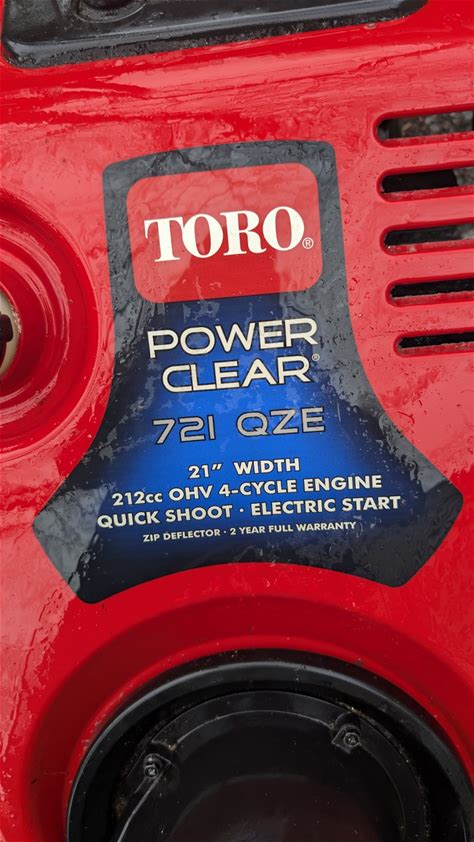 TORO®
POWER
CLEAR®
721 QZE
21" WIDTH
212cc OHV 4-CYCLE ENGINE
QUICK SHOOT · ELECTRIC START
ZIP DEFLECTOR · 2 YEAR FULL WARRANTY